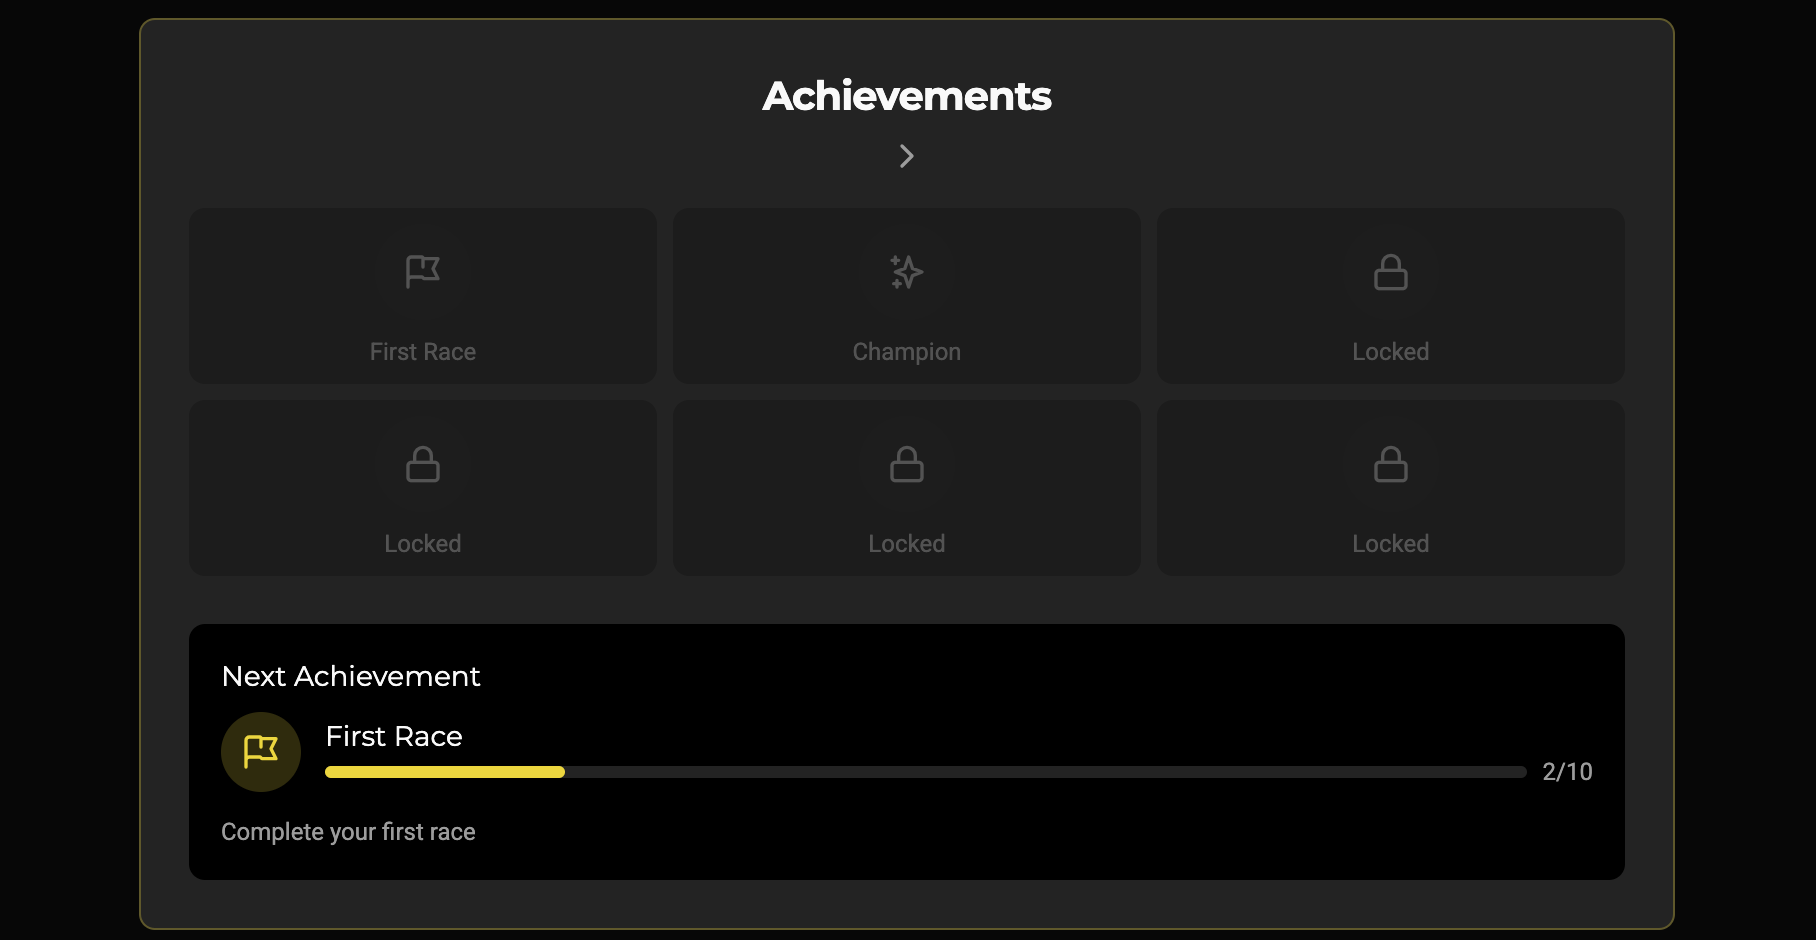 Achievements
First Race
Champion
Locked
Locked
Locked
Locked
Next Achievement
First Race
2/10
Complete your first race